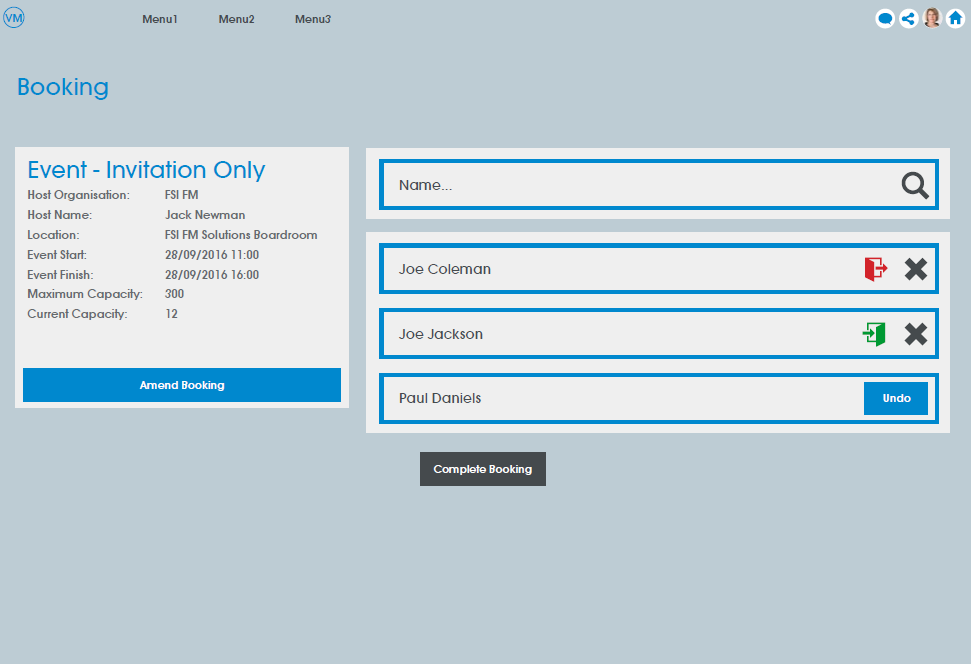 VM
Menu1 Menu2 Menu3
Booking
Event - Invitation Only
Host Organisation: FSI FM
Host Name: Jack Newman
Location: FSI FM Solutions Boardroom
Event Start: 28/09/2016 11:00
Event Finish: 28/09/2016 16:00
Maximum Capacity: 300
Current Capacity: 12
Amend Booking
Name...
Joe Coleman
Joe Jackson
Paul Daniels Undo
Complete Booking